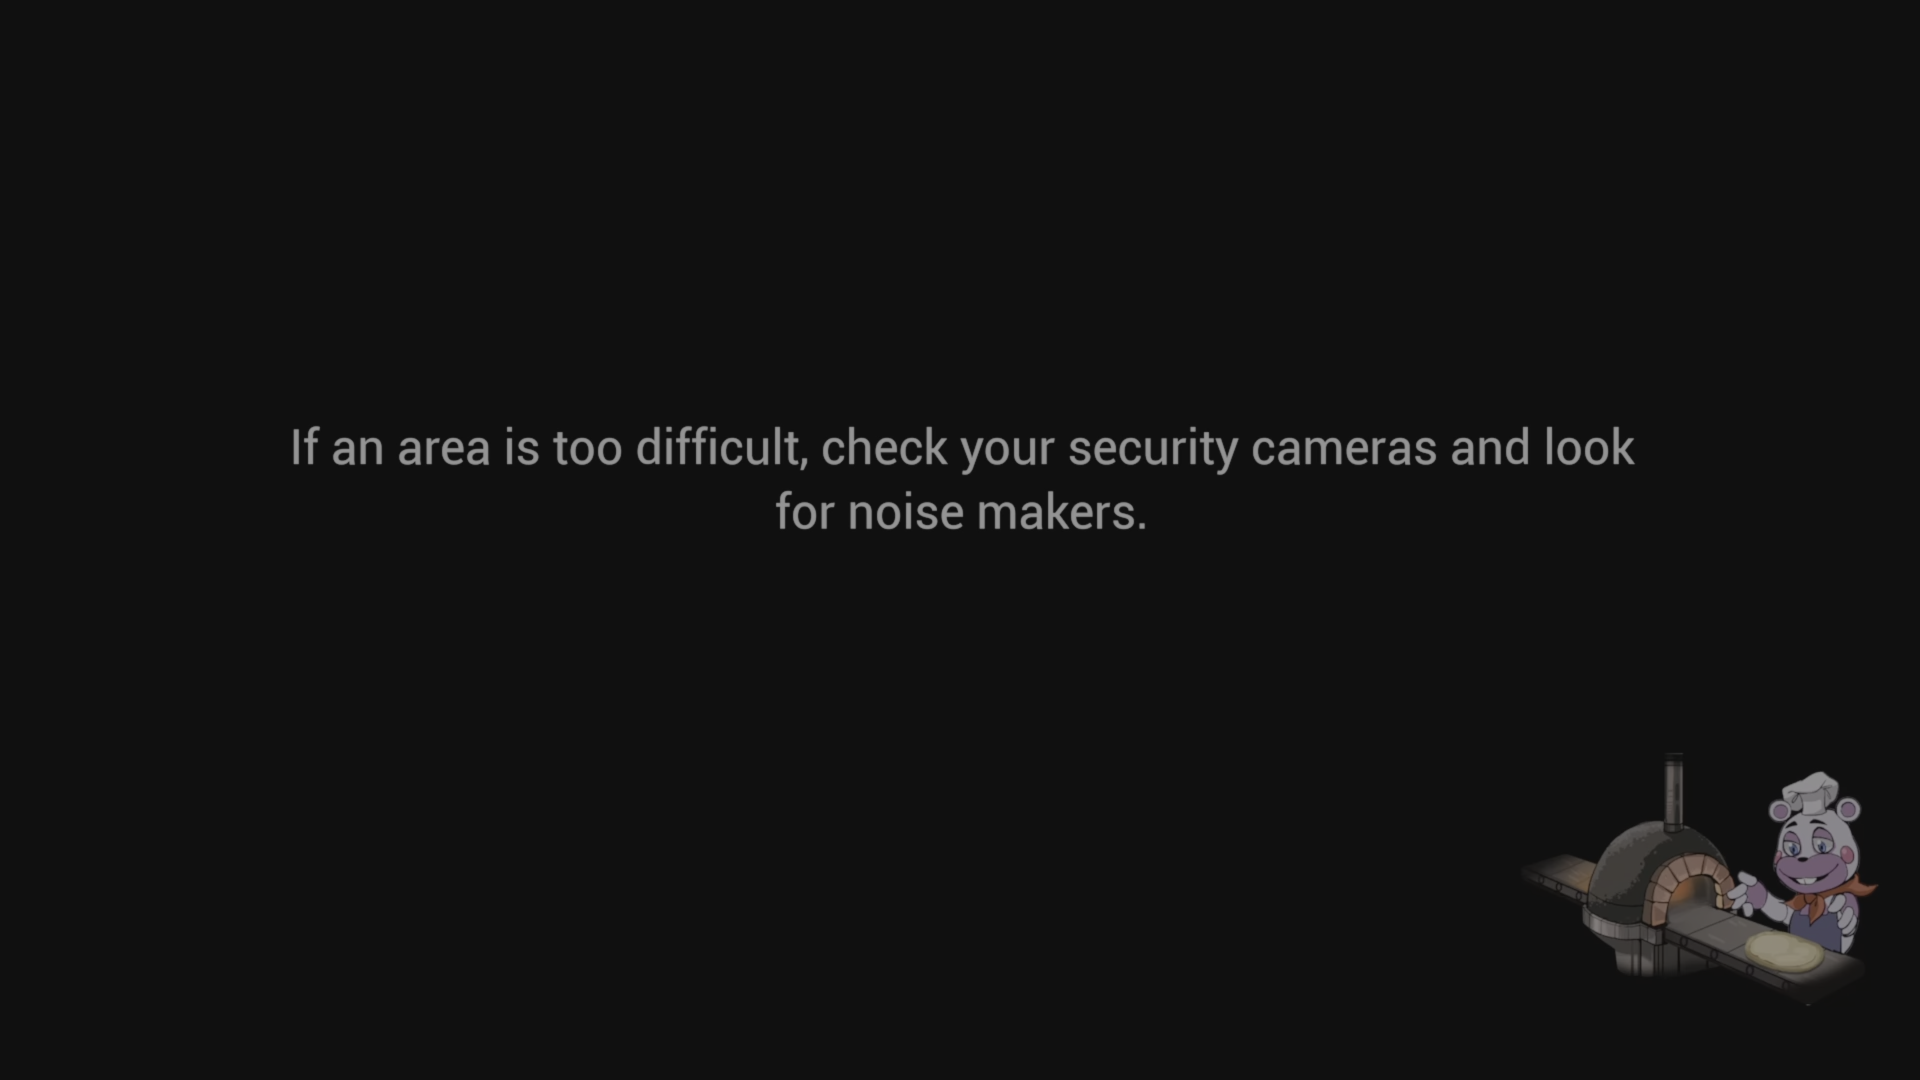 If an area is too difficult, check your security cameras and look
for noise makers.